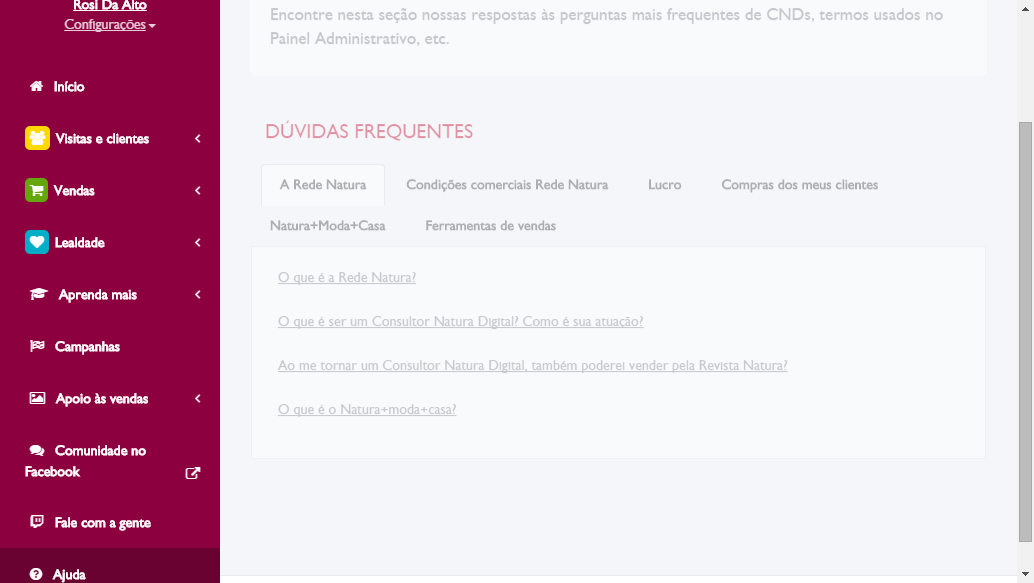 Rosi Da Alto
Configurações
Início
Visitas e clientes
Vendas
Lealdade
Aprenda mais
Campanhas
Apoio às vendas
Comunidade no
Facebook
Fale com a gente
Ajuda
Encontre nesta seção nossas respostas às perguntas mais frequentes de CNDs, termos usados no
Painel Administrativo, etc.
DÚVIDAS FREQUENTES
A Rede Natura Condições comerciais Rede Natura Lucro Compras dos meus clientes
Natura+Moda+Casa Ferramentas de vendas
O que é a Rede Natura?
O que é ser um Consultor Natura Digital? Como é sua atuação?
Ao me tornar um Consultor Natura Digital, também poderei vender pela Revista Natura?
O que é o Natura+moda+casa?